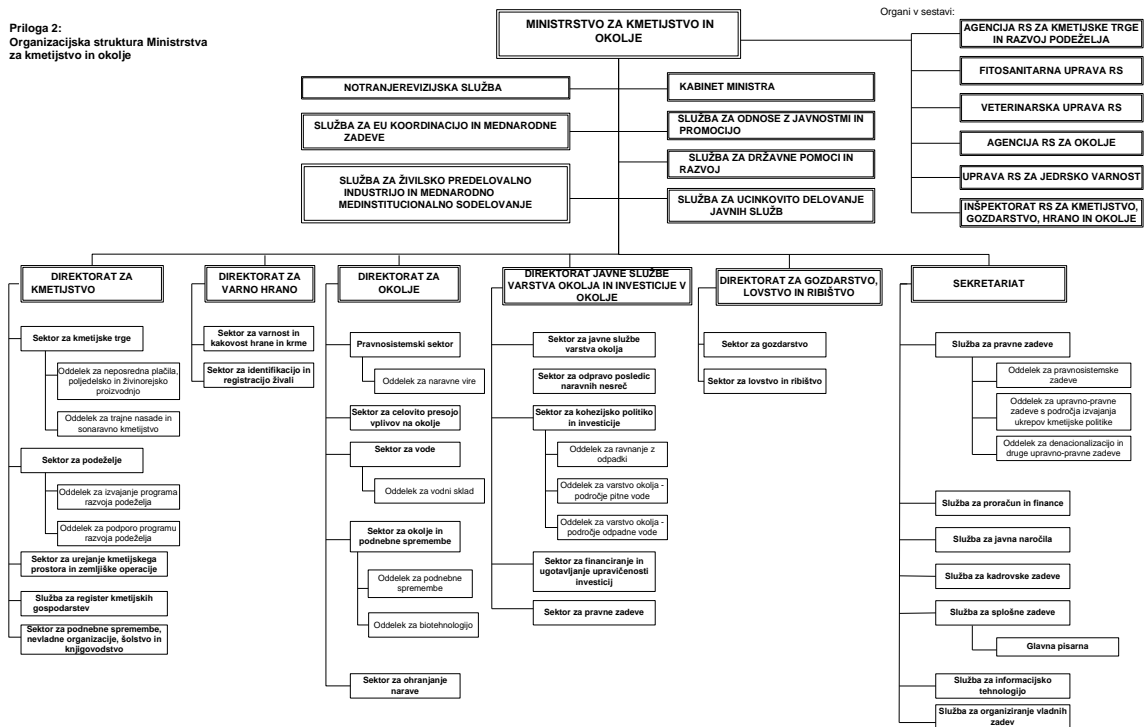 Priloga 2:
Organizacijska struktura Ministrstva
za kmetijstvo in okolje
MINISTRSTVO ZA KMETIJSTVO IN
OKOLJE
Organi v sestavi:
AGENCIJA RS ZA KMETIJSKE TRGE
IN RAZVOJ PODEŽELJA
FITOSANITARNA UPRAVA RS
VETERINARSKA UPRAVA RS
AGENCIJA RS ZA OKOLJE
UPRAVA RS ZA JEDRSKO VARNOST
INŠPEKTORAT RS ZA KMETIJSTVO,
GOZDARSTVO, HRANO IN OKOLJE
NOTRANJEREVIZIJSKA SLUŽBA
KABINET MINISTRA
SLUŽBA ZA EU KOORDINACIJO IN MEDNARODNE
ZADEVE
SLUŽBA ZA ODNOSE Z JAVNOSTMI IN
PROMOCIJO
SLUŽBA ZA DRŽAVNE POMOCI IN
RAZVOJ
SLUŽBA ZA ŽIVILSKO PREDELOVALNO
INDUSTRIJO IN MEDNARODNO
MEDINSTITUCIONALNO SODELOVANJE
SLUŽBA ZA UCINKOVITO DELOVANJE
JAVNIH SLUŽB
DIREKTORAT ZA
KMETIJSTVO
Sektor za kmetijske trge
Oddelek za neposredna plačila,
poljedelsko in živinorejsko
proizvodnjo
Oddelek za trajne nasade in
sonaravno kmetijstvo
Sektor za podeželje
Oddelek za izvajanje programa
razvoja podeželja
Oddelek za podporo programu
razvoja podeželja
Sektor za urejanje kmetijskega
prostora in zemljiške operacije
Služba za register kmetijskih
gospodarstev
Sektor za podnebne spremembe,
nevladne organizacije, šolstvo in
knjigovodstvo
DIREKTORAT ZA
VARNO HRANO
Sektor za varnost in
kakovost hrane in krme
Sektor za identifikacijo in
registracijo živali
DIREKTORAT ZA
OKOLJE
Pravnosistemski sektor
Oddelek za naravne vire
Sektor za celovito presojo
vplivov na okolje
Sektor za vode
Oddelek za vodni sklad
Sektor za okolje in
podnebne spremembe
Oddelek za podnebne
spremembe
Oddelek za biotehnologijo
Sektor za ohranjanje
narave
DIREKTORAT JAVNE SLUŽBE
VARSTVA OKOLJA IN INVESTICIJE V
OKOLJE
Sektor za javne službe
varstva okolja
Sektor za odpravo posledic
naravnih nesreč
Sektor za kohezijsko politiko
in investicije
Oddelek za ravnanje z
odpadki
Oddelek za varstvo okolja -
področje pitne vode
Oddelek za varstvo okolja -
področje odpadne vode
Sektor za financiranje in
ugotavljanje upravičenosti
investicij
Sektor za pravne zadeve
DIREKTORAT ZA GOZDARSTVO,
LOVSTVO IN RIBIŠTVO
Sektor za gozdarstvo
Sektor za lovstvo in ribištvo
SEKRETARIAT
Služba za pravne zadeve
Oddelek za pravnosistemske
zadeve
Oddelek za upravno-pravne
zadeve s področja izvajanja
ukrepov kmetijske politike
Oddelek za denacionalizacijo in
druge upravno-pravne zadeve
Služba za proračun in finance
Služba za javna naročila
Služba za kadrovske zadeve
Služba za splošne zadeve
Glavna pisarna
Služba za informacijsko
tehnologijo
Služba za organiziranje vladnih
zadev